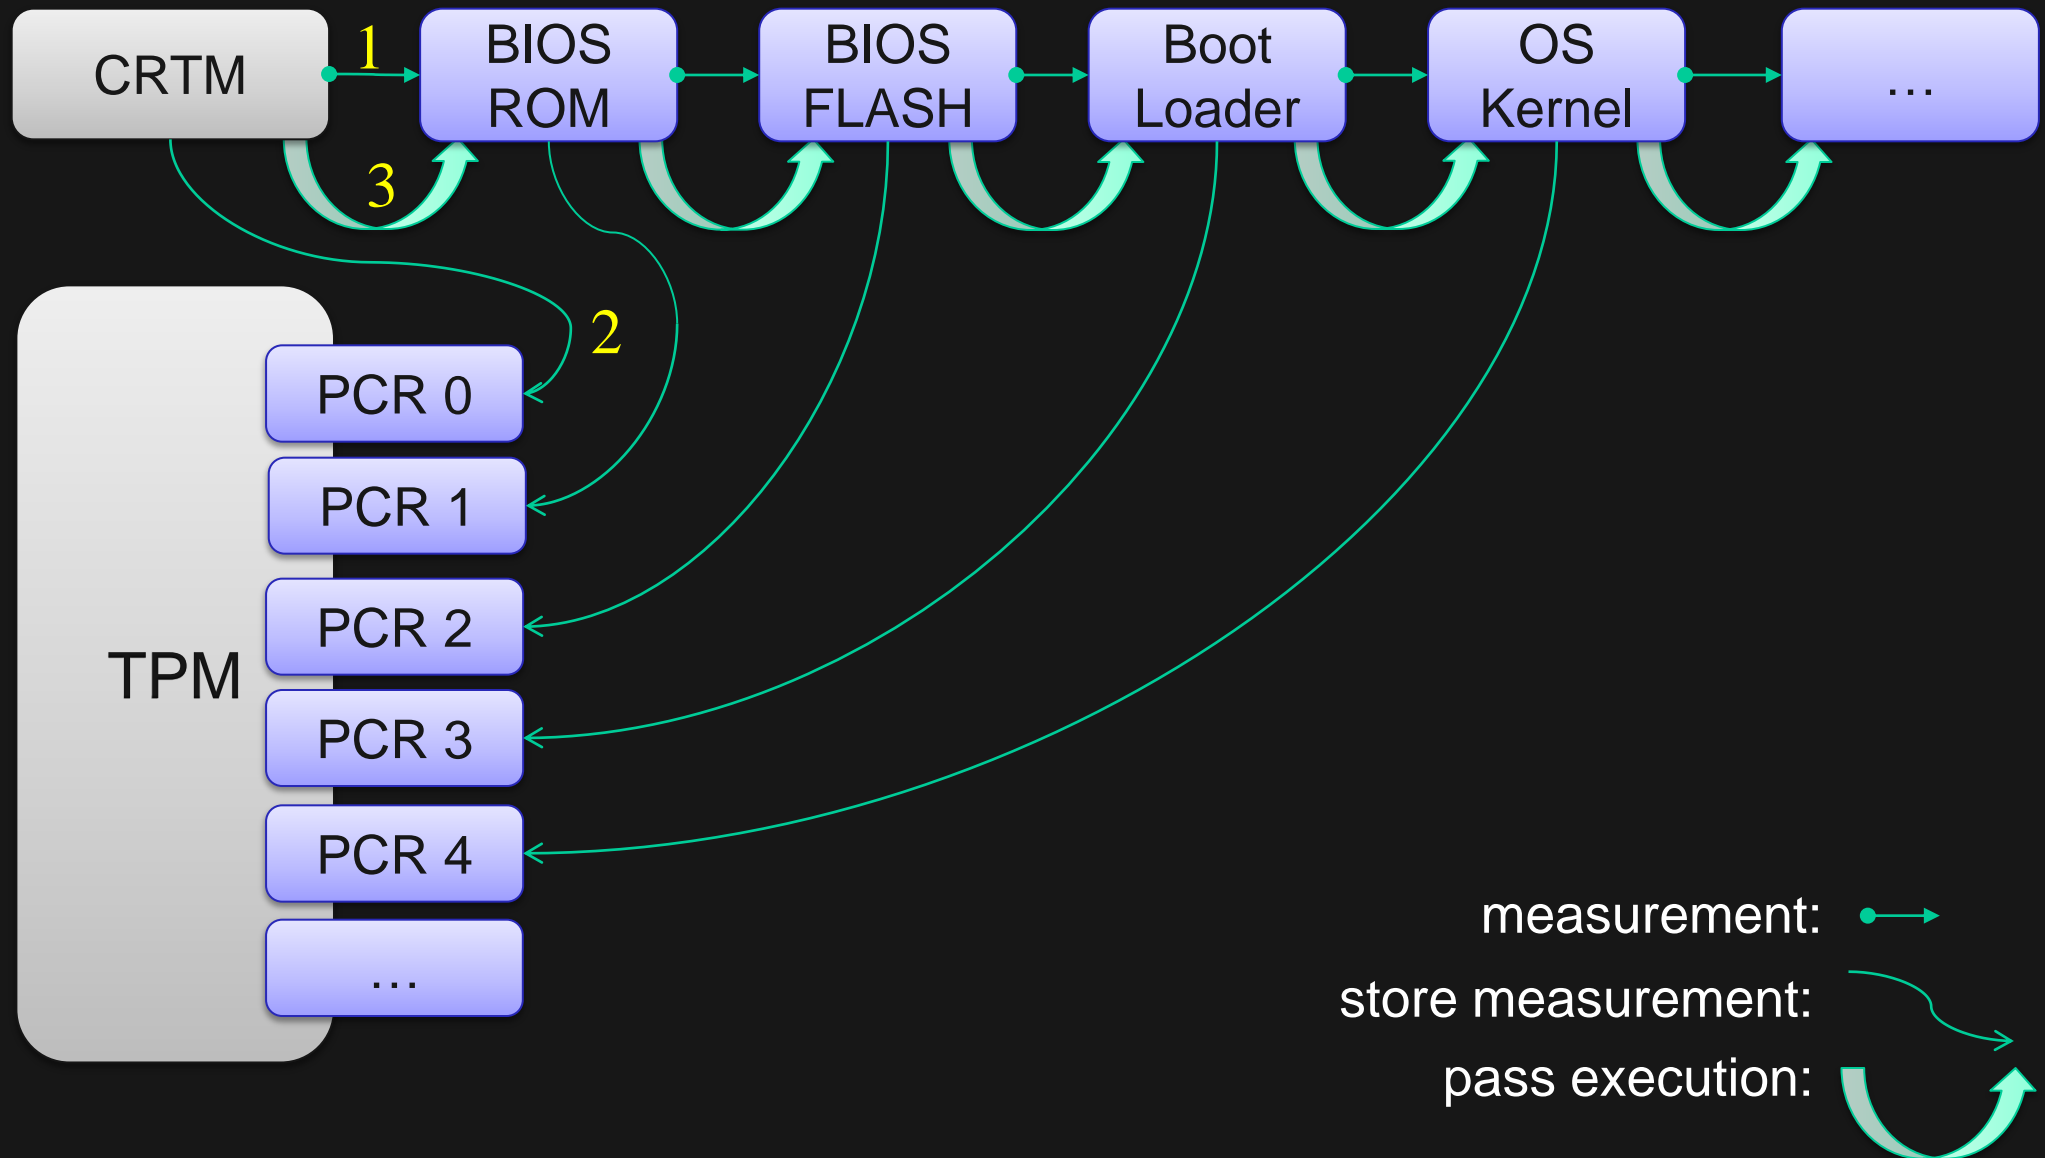 CRTM
1
BIOS
ROM
BIOS
FLASH
Boot
Loader
OS
Kernel
...
3
2
TPM
PCR 0
PCR 1
PCR 2
PCR 3
PCR 4
...
measurement:
store measurement:
pass execution: